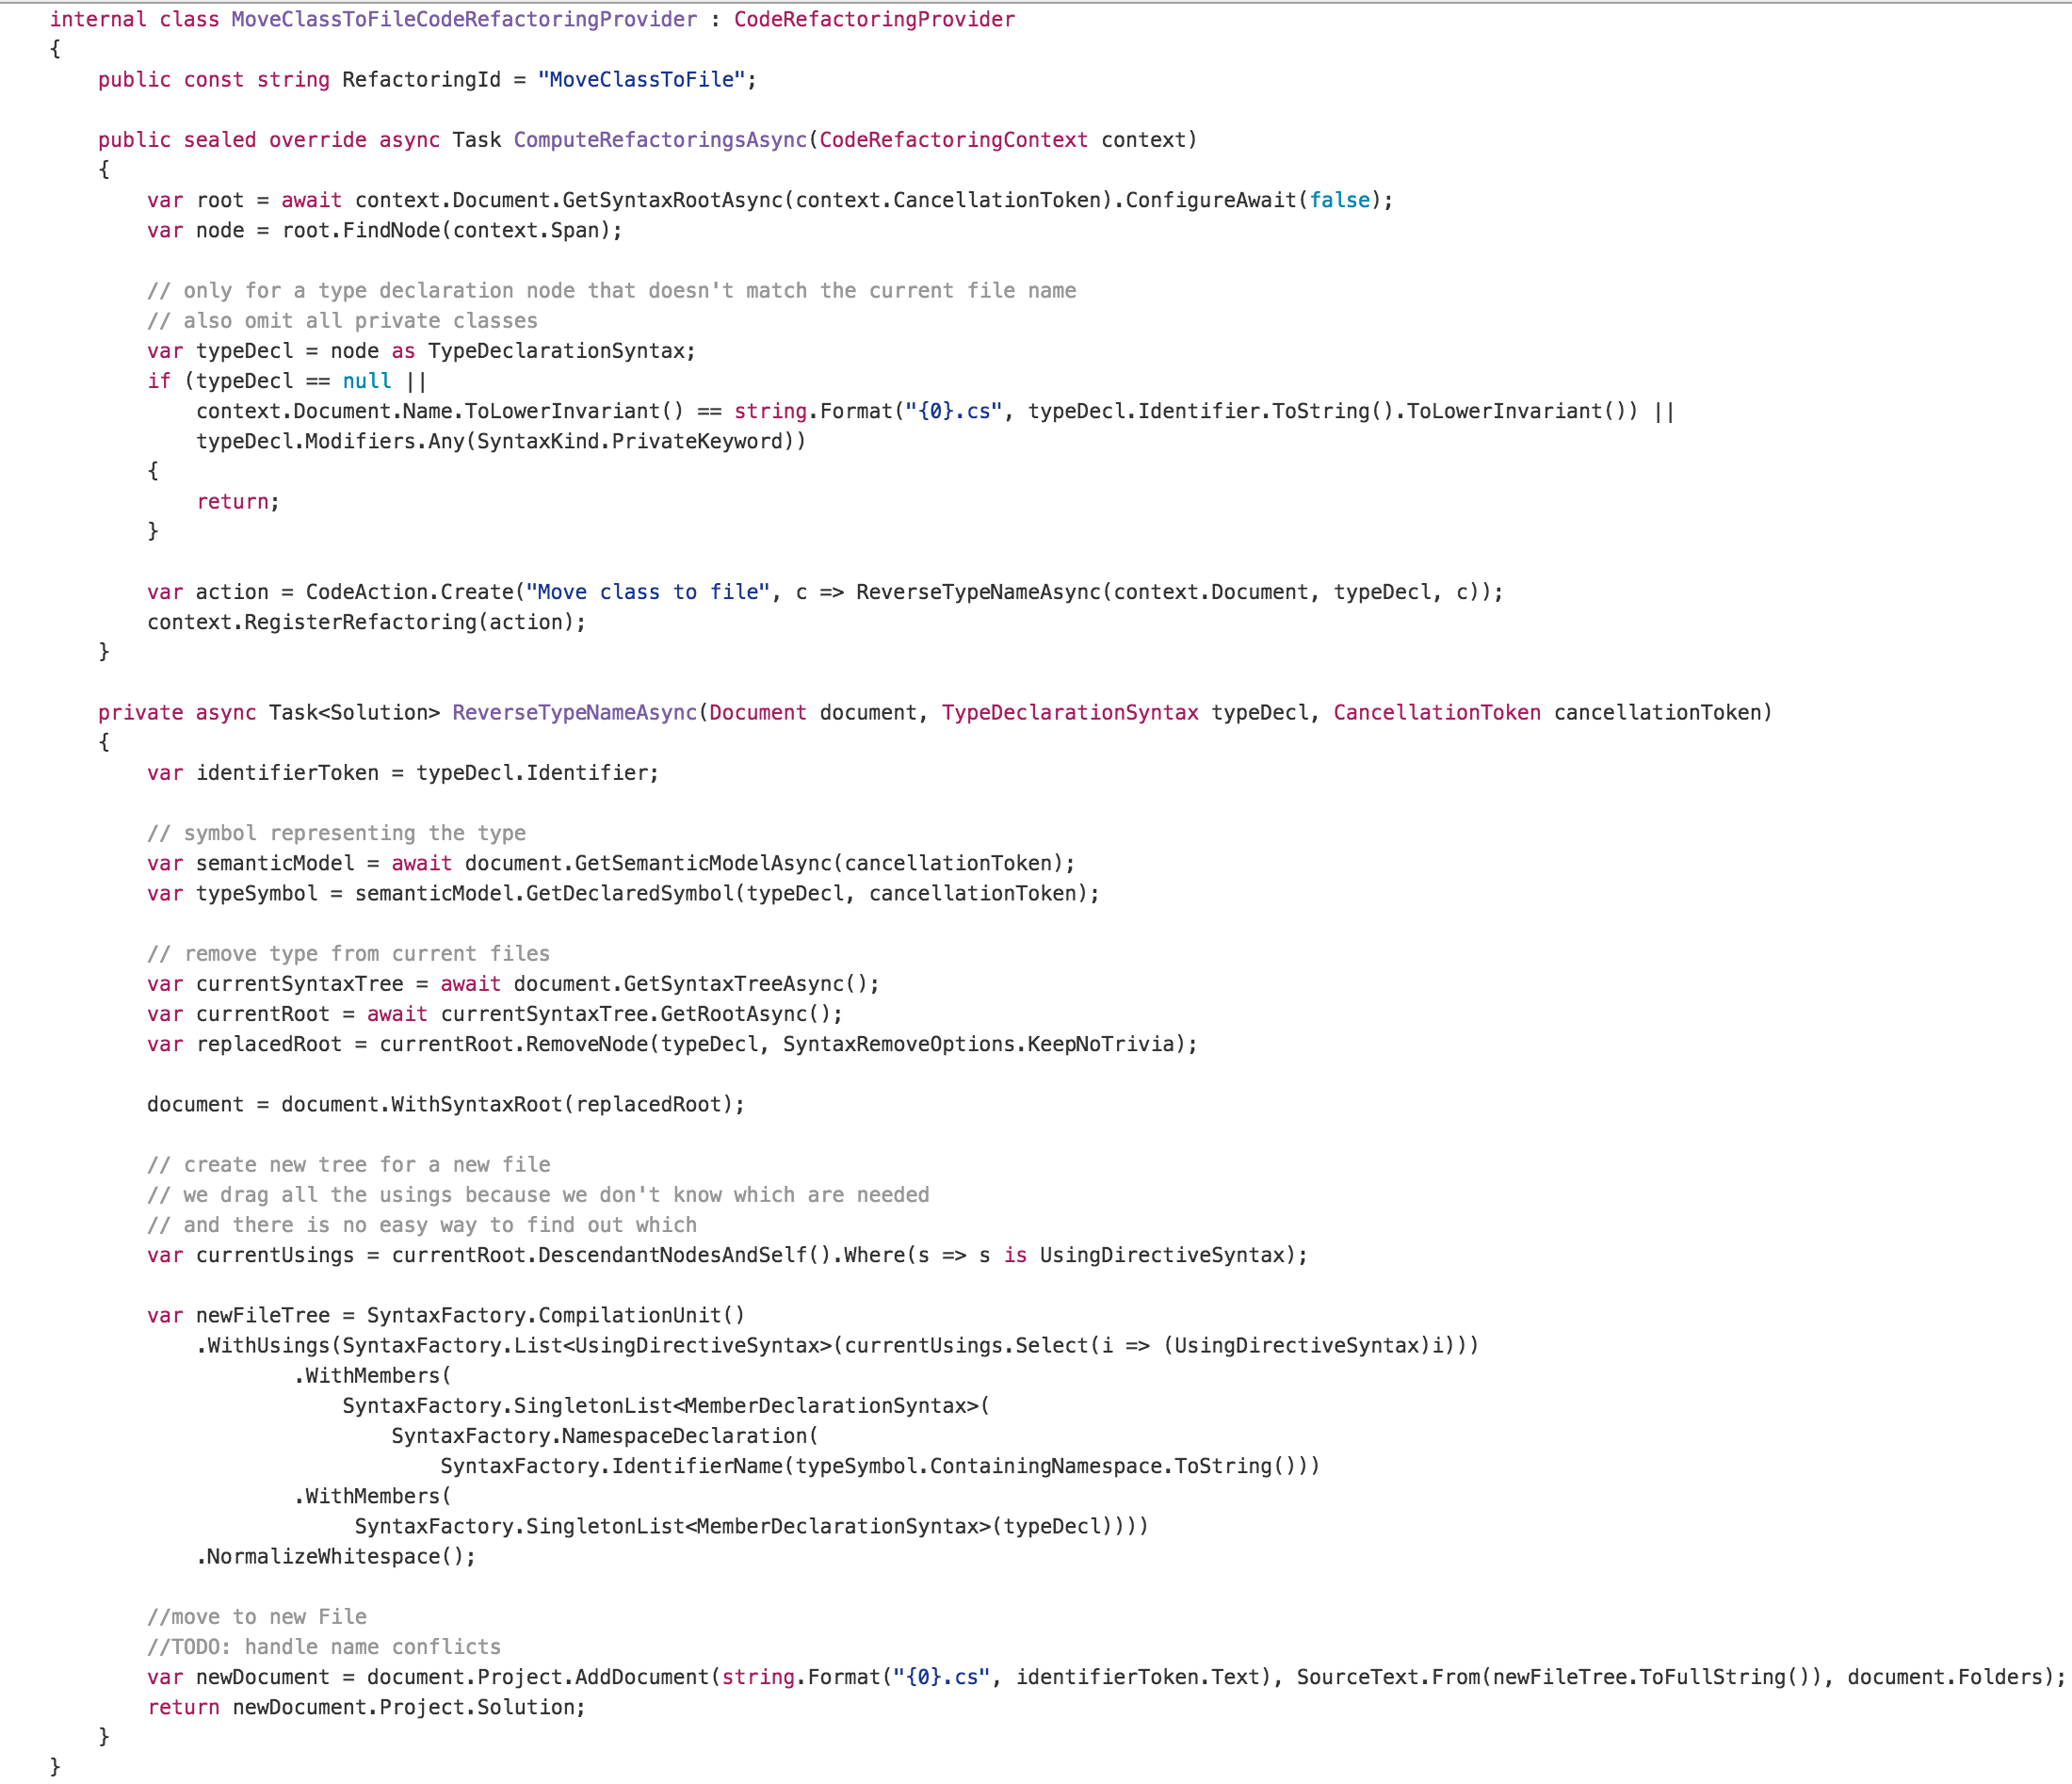 internal class MoveClassToFileCodeRefactoringProvider : CodeRefactoringProvider
{
    public const string RefactoringId = "MoveClassToFile";

    public sealed override async Task ComputeRefactoringsAsync(CodeRefactoringContext context)
    {
        var root = await context.Document.GetSyntaxRootAsync(context.CancellationToken).ConfigureAwait(false);
        var node = root.FindNode(context.Span);

        // only for a type declaration node that doesn't match the current file name
        // also omit all private classes
        var typeDecl = node as TypeDeclarationSyntax;
        if (typeDecl == null ||
            context.Document.Name.ToLowerInvariant() == string.Format("{0}.cs", typeDecl.Identifier.ToString().ToLowerInvariant()) ||
            typeDecl.Modifiers.Any(SyntaxKind.PrivateKeyword))
        {
            return;
        }

        var action = CodeAction.Create("Move class to file", c => ReverseTypeNameAsync(context.Document, typeDecl, c));
        context.RegisterRefactoring(action);
    }

    private async Task<Solution> ReverseTypeNameAsync(Document document, TypeDeclarationSyntax typeDecl, CancellationToken cancellationToken)
    {
        var identifierToken = typeDecl.Identifier;

        // symbol representing the type
        var semanticModel = await document.GetSemanticModelAsync(cancellationToken);
        var typeSymbol = semanticModel.GetDeclaredSymbol(typeDecl, cancellationToken);

        // remove type from current files
        var currentSyntaxTree = await document.GetSyntaxTreeAsync();
        var currentRoot = await currentSyntaxTree.GetRootAsync();
        var replacedRoot = currentRoot.RemoveNode(typeDecl, SyntaxRemoveOptions.KeepNoTrivia);

        document = document.WithSyntaxRoot(replacedRoot);

        // create new tree for a new file
        // we drag all the usings because we don't know which are needed
        // and there is no easy way to find out which
        var currentUsings = currentRoot.DescendantNodesAndSelf().Where(s => s is UsingDirectiveSyntax);

        var newFileTree = SyntaxFactory.CompilationUnit()
            .WithUsings(SyntaxFactory.List<UsingDirectiveSyntax>(currentUsings.Select(i => (UsingDirectiveSyntax)i)))
                    .WithMembers(
                        SyntaxFactory.SingletonList<MemberDeclarationSyntax>(
                            SyntaxFactory.NamespaceDeclaration(
                                SyntaxFactory.IdentifierName(typeSymbol.ContainingNamespace.ToString()))
                    .WithMembers(
                         SyntaxFactory.SingletonList<MemberDeclarationSyntax>(typeDecl))))
            .NormalizeWhitespace();

        //move to new File
        //TODO: handle name conflicts
        var newDocument = document.Project.AddDocument(string.Format("{0}.cs", identifierToken.Text), SourceText.From(newFileTree.ToFullString()), document.Folders);
        return newDocument.Project.Solution;
    }
}